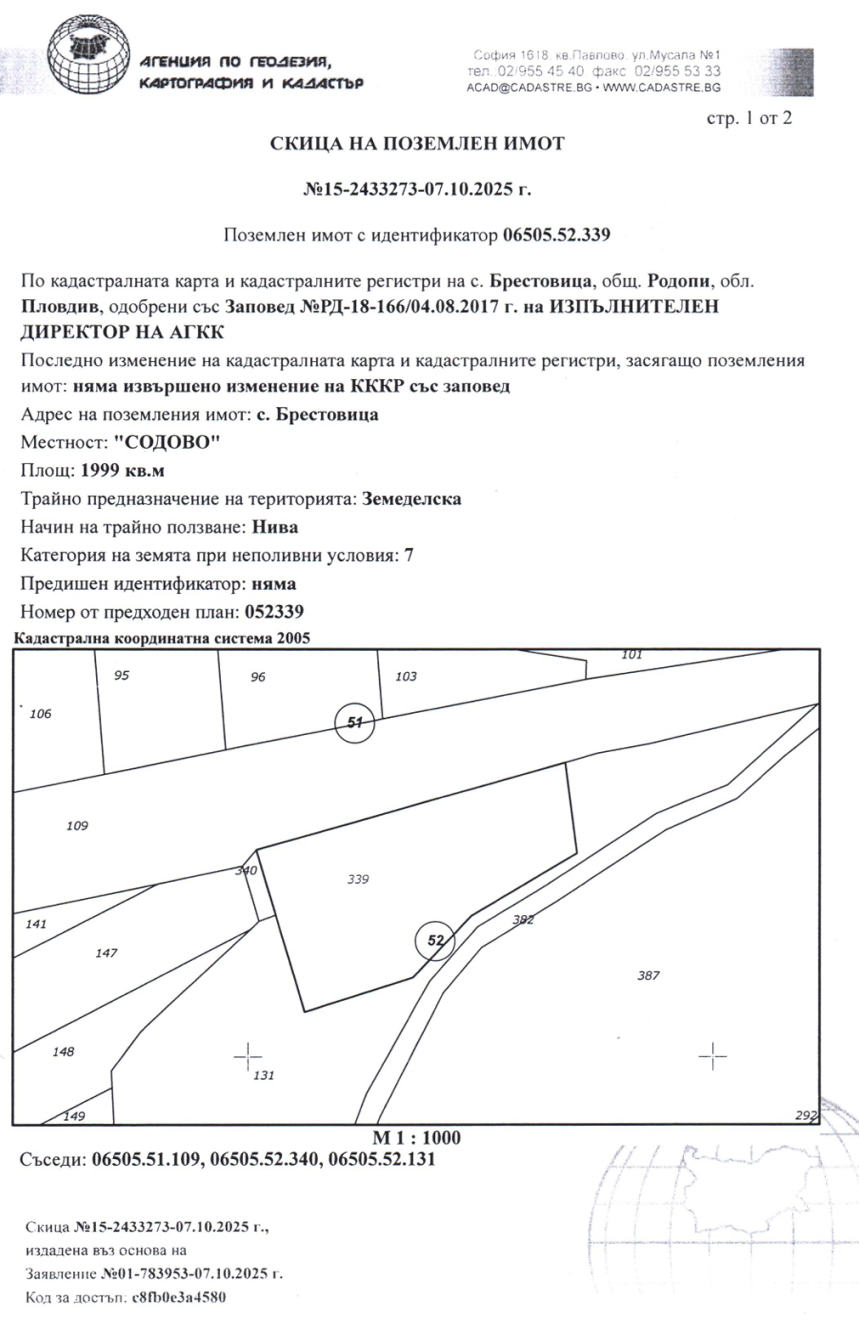 АГЕНЦИЯ ПО ГЕОДЕЗИЯ,
КАРТОГРАФИЯ И КАДАСТЪР
София 1618, кв.Павлово, ул.Мусала №1
тел.:02/955 45 40 факс 02/955 53 33
ACAD@CADASTRE.BG • WWW.CADASTRE.BG
стр. 1 от 2
СКИЦА НА ПОЗЕМЛЕН ИМОТ
№15-2433273-07.10.2025 г.
Поземлен имот с идентификатор 06505.52.339
По кадастралната карта и кадастралните регистри на с. Брестовица, общ. Родопи, обл.
Пловдив, одобрени със Заповед №РД-18-166/04.08.2017 г. на ИЗПЪЛНИТЕЛЕН
ДИРЕКТОР НА АГКК
Последно изменение на кадастралната карта и кадастралните регистри, засягащо поземления
имот: няма извършено изменение на КККР със заповед
Адрес на поземления имот: с. Брестовица
Местност: "СОДОВО"
Площ: 1999 кв.м
Трайно предназначение на територията: Земеделска
Начин на трайно ползване: Нива
Категория на земята при неполивни условия: 7
Предишен идентификатор: няма
Номер от предходен план: 052339
Кадастрална координатна система 2005
101
95
96
103
106
51
109
340
339
141
52
382
147
387
148
131
149
292
М 1 : 1000
Съседи: 06505.51.109, 06505.52.340, 06505.52.131
Скица №15-2433273-07.10.2025 г.,
издадена въз основа на
Заявление №01-783953-07.10.2025 г.
Код за достъп: c8fb0e3a4580